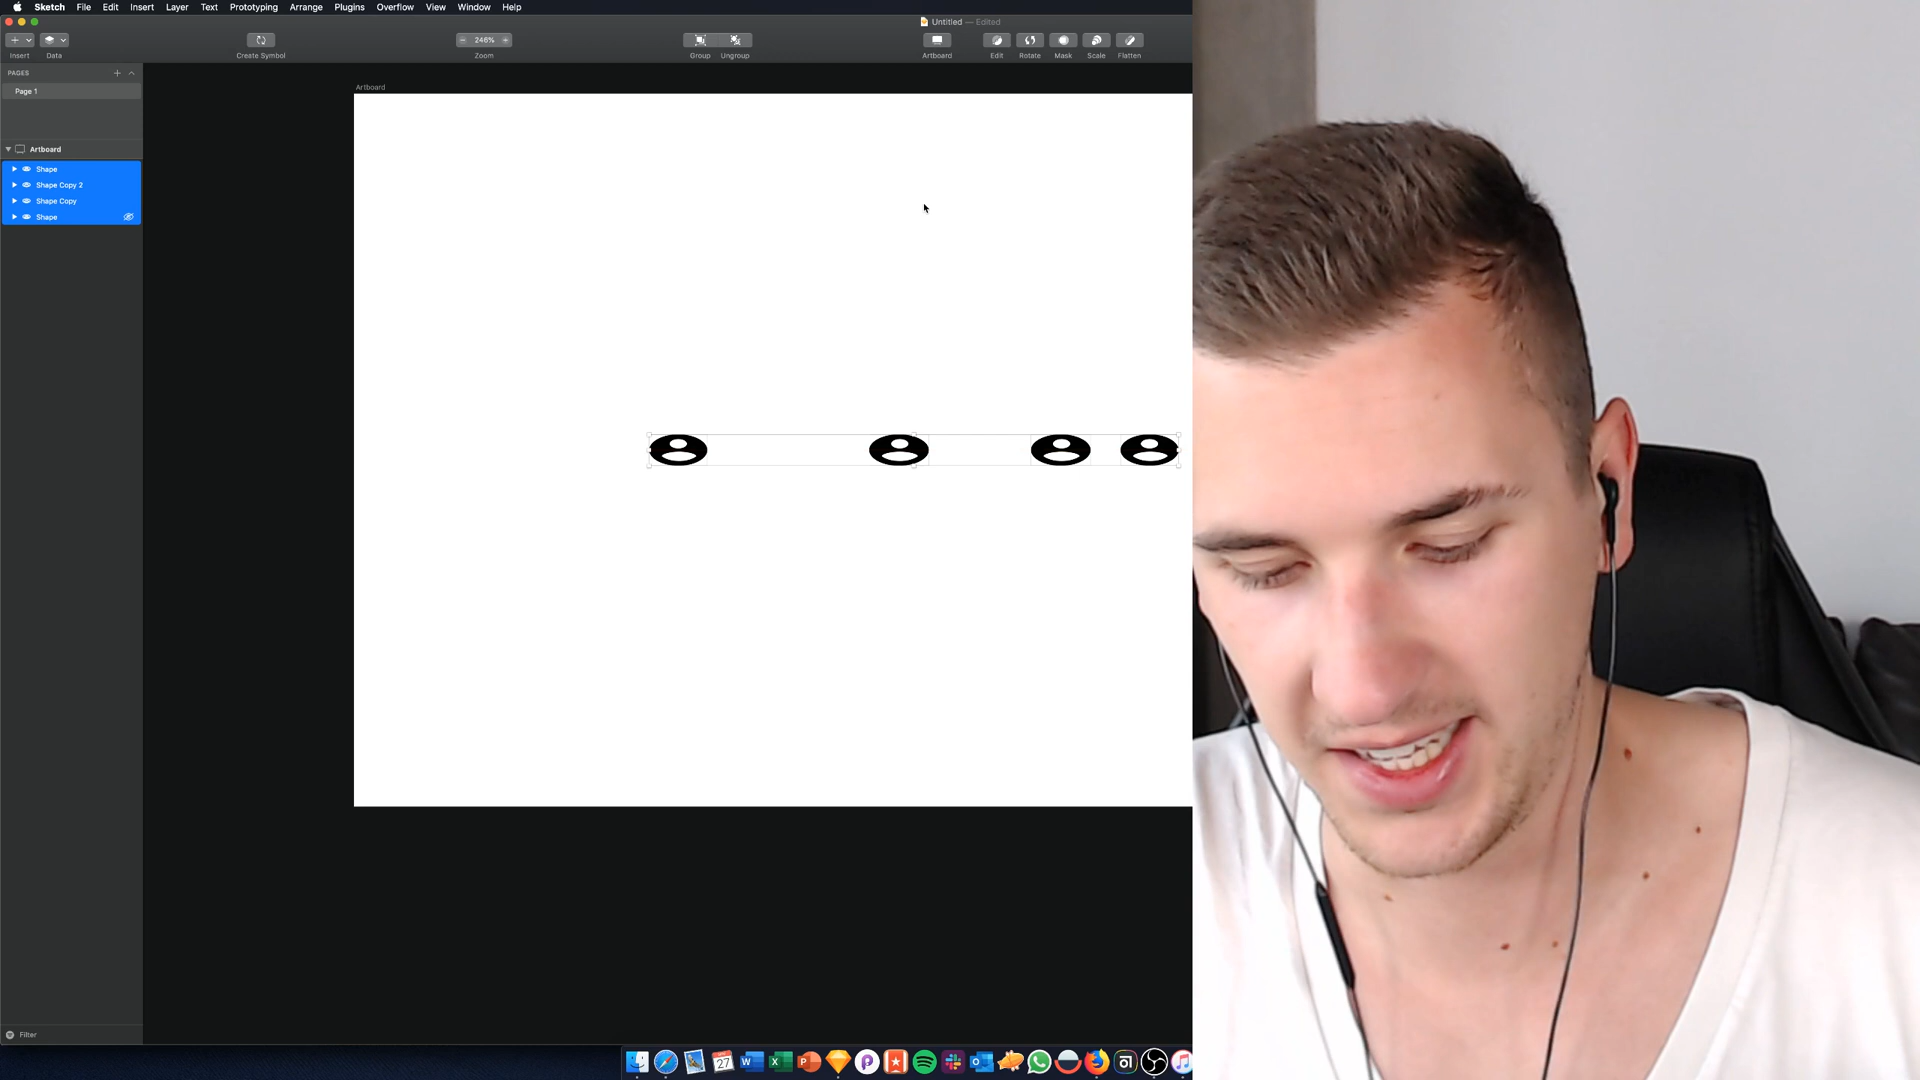 Sketch File Edit Insert Layer Text Prototyping Arrange Plugins Overflow View Window Help
Untitled — Edited
246%
Insert Data Create Symbol Zoom Group Ungroup Artboard Edit Rotate Mask Scale Flatten
PAGES
Page 1
Artboard
Artboard
Shape
Shape Copy 2
Shape Copy
Shape
Filter
27